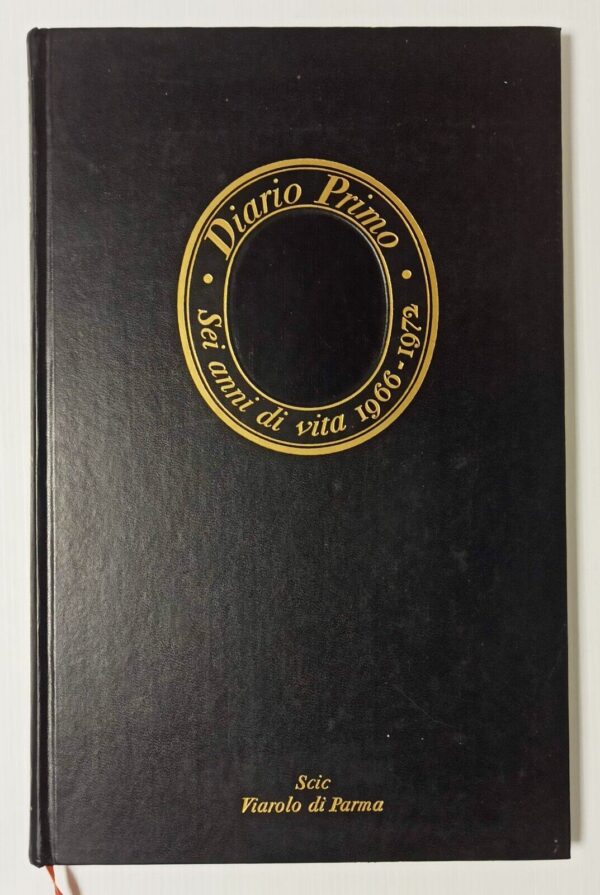 Diario Primo
Sei anni di vita 1966-1972
Scic
Viarolo di Parma